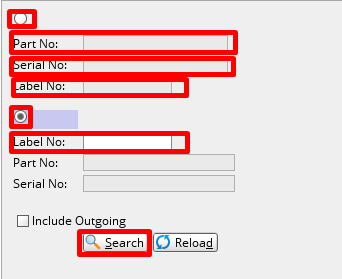 Part No:
Serial No:
Label No:
Label No:
Part No:
Serial No:
Include Outgoing
Search Reload